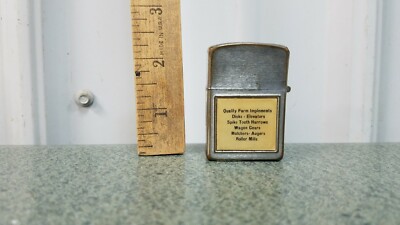 3
2
1
Quality Farm Implements
Disks - Elevators
Spike Tooth Harrows
Wagon Gears
Mulchers - Augers
Roller Mills